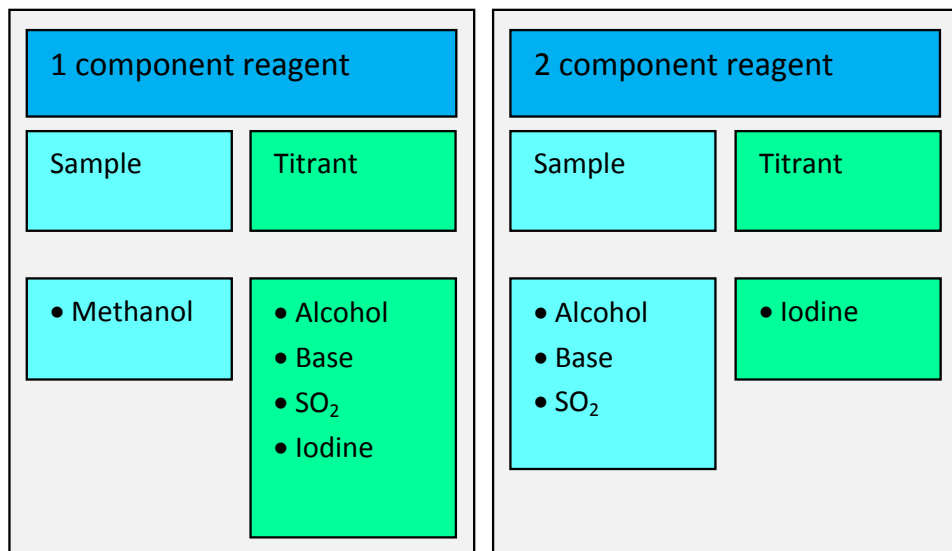 1 component reagent
Sample
Titrant
• Methanol
• Alcohol
• Base
• SO₂
• Iodine
2 component reagent
Sample
Titrant
• Alcohol
• Base
• SO₂
• Iodine